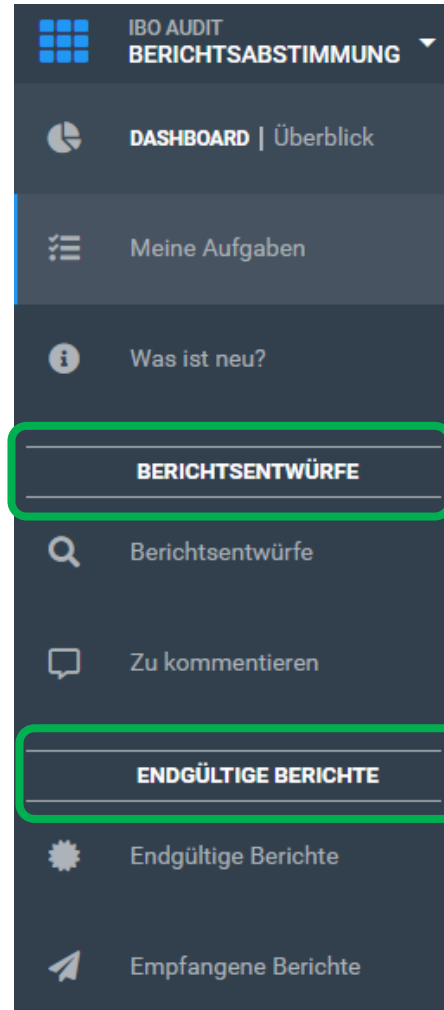 IBO AUDIT
BERICHTSABSTIMMUNG
DASHBOARD | Überblick
Meine Aufgaben
Was ist neu?
BERICHTSENTWÜRFE
Berichtsentwürfe
Zu kommentieren
ENDGÜLTIGE BERICHTE
Endgültige Berichte
Empfangene Berichte